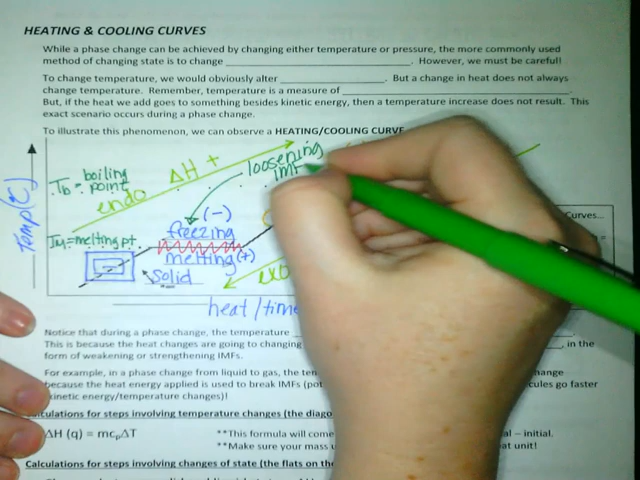 HEATING & COOLING CURVES
While a phase change can be achieved by changing either temperature or pressure, the more commonly used
method of changing state is to change ____________. However, we must be careful!
To change temperature, we would obviously alter ____________. But a change in heat does not always
change temperature. Remember, temperature is a measure of ____________.
But, if the heat we add goes to something besides kinetic energy, then a temperature increase does not result. This
exact scenario occurs during a phase change.
To illustrate this phenomenon, we can observe a HEATING/COOLING CURVE
Temp(°C)
Tb = boiling
point
endo
ΔH +
loosening
IMF
Curves...
TM = melting pt.
freezing (-)
melting (+)
solid
heat/time
Notice that during a phase change, the temperature
This is because the heat changes are going to changing , in the
form of weakening or strengthening IMFs.
For example, in a phase change from liquid to gas, the change
because the heat energy applied is used to break IMFs (pot cules go faster
kinetic energy/temperature changes)!
Calculations for steps involving temperature changes (the diago
ΔH (q) = mcpΔT
**This formula will come al – initial.
**Make sure your mass u eat unit!
Calculations for steps involving changes of state (the flats on the